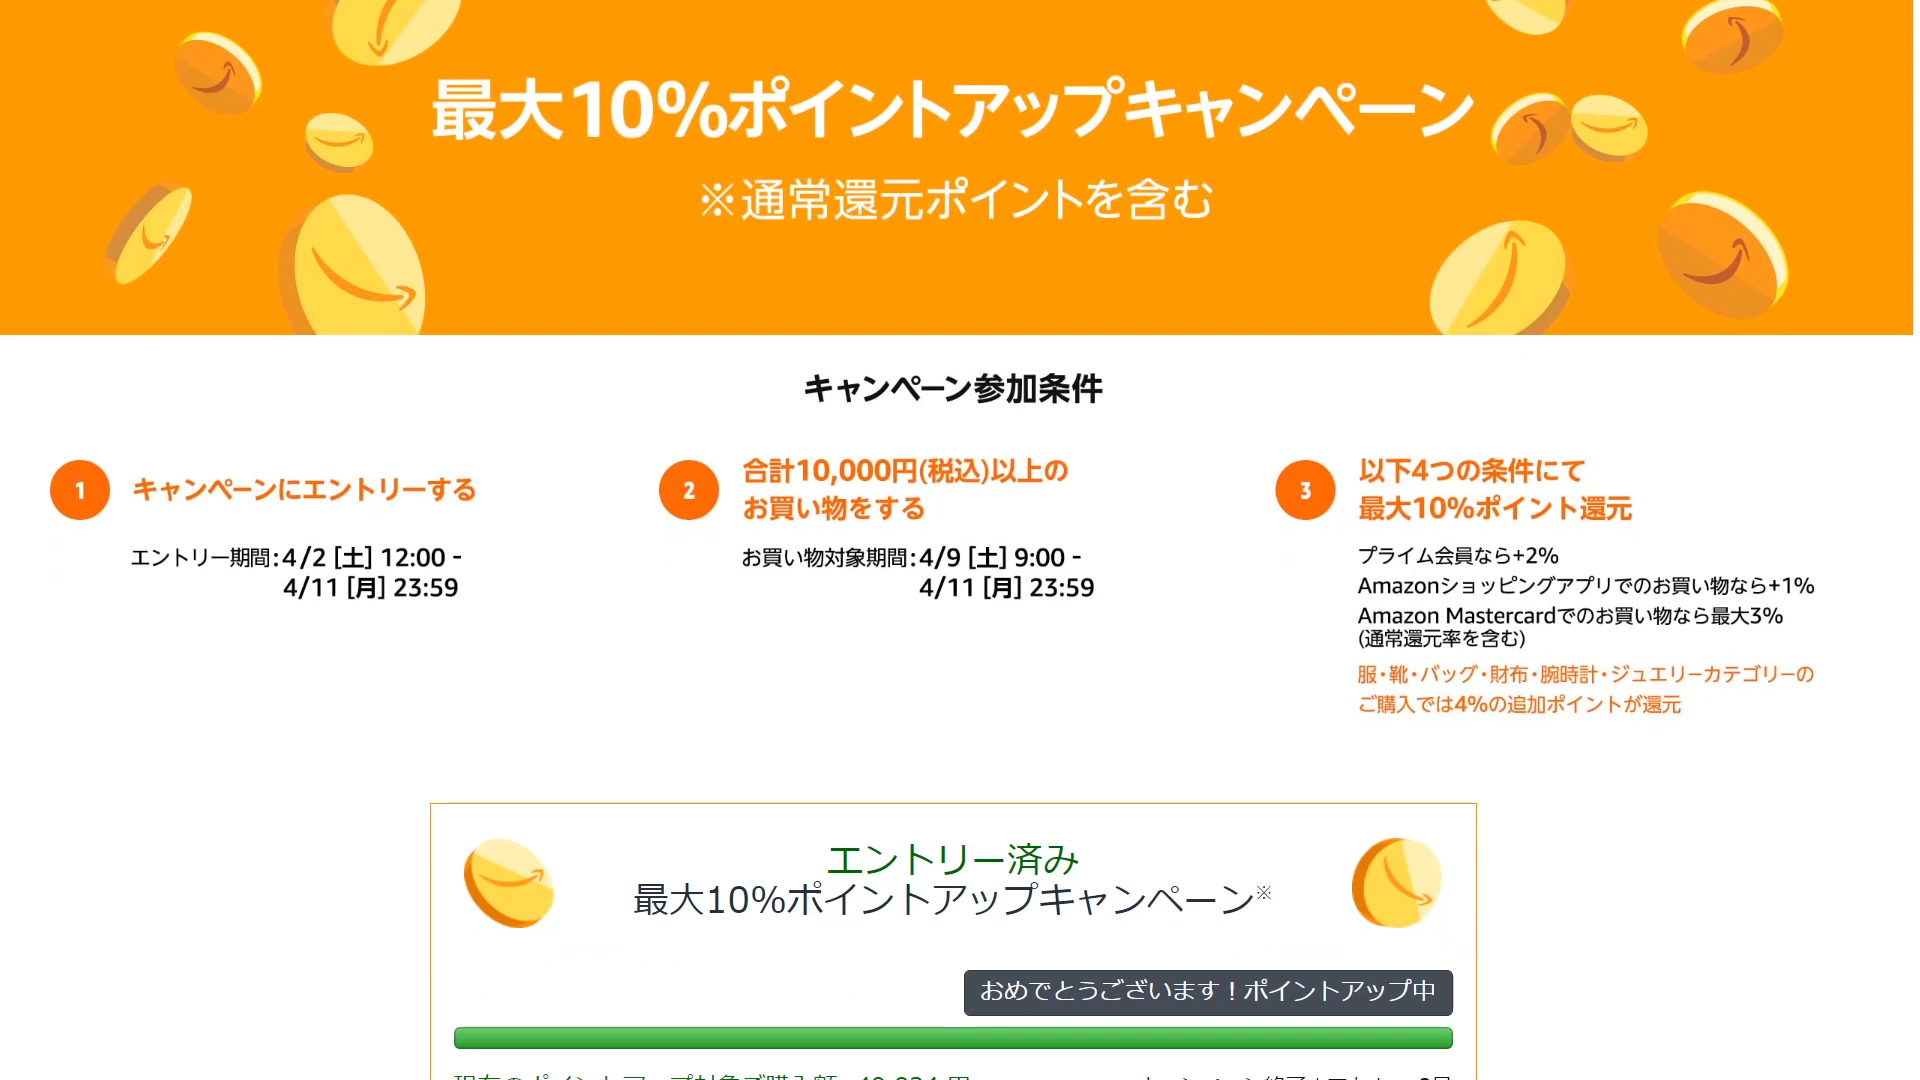 最大10%ポイントアップキャンペーン
※通常還元ポイントを含む
キャンペーン参加条件
1 キャンペーンにエントリーする
エントリー期間:4/2 [土] 12:00 -
4/11 [月] 23:59
2 合計10,000円(税込)以上の
お買い物をする
お買い物対象期間:4/9 [土] 9:00 -
4/11 [月] 23:59
3 以下4つの条件にて
最大10%ポイント還元
プライム会員なら+2%
Amazonショッピングアプリでのお買い物なら+1%
Amazon Mastercardでのお買い物なら最大3%
(通常還元率を含む)
服・靴・バッグ・財布・腕時計・ジュエリーカテゴリーの
ご購入では4%の追加ポイントが還元
エントリー済み
最大10%ポイントアップキャンペーン※
おめでとうございます！ポイントアップ中